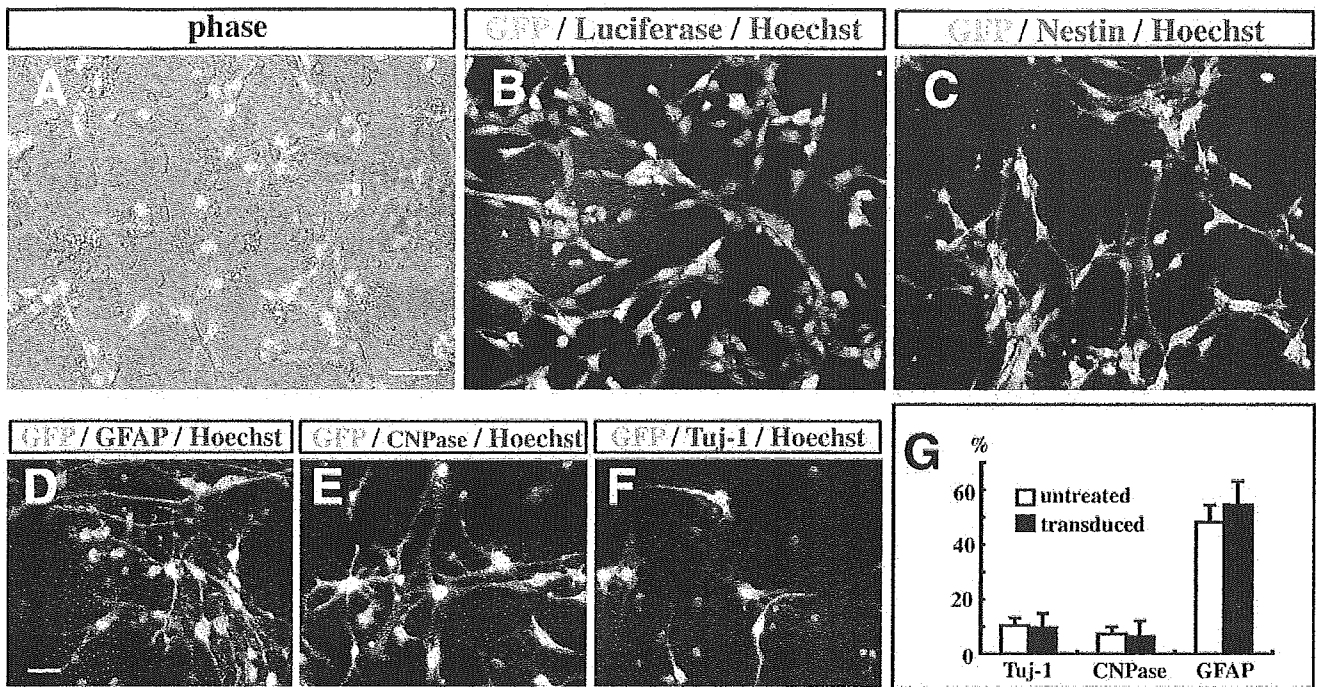 phase
GFP / Luciferase / Hoechst
GFP / Nestin / Hoechst
A
B
C
GFP / GFAP / Hoechst
GFP / CNPase / Hoechst
GFP / Tuj-1 / Hoechst
D
E
F
G
%
untreated
transduced
60
40
20
0
Tuj-1
CNPase
GFAP